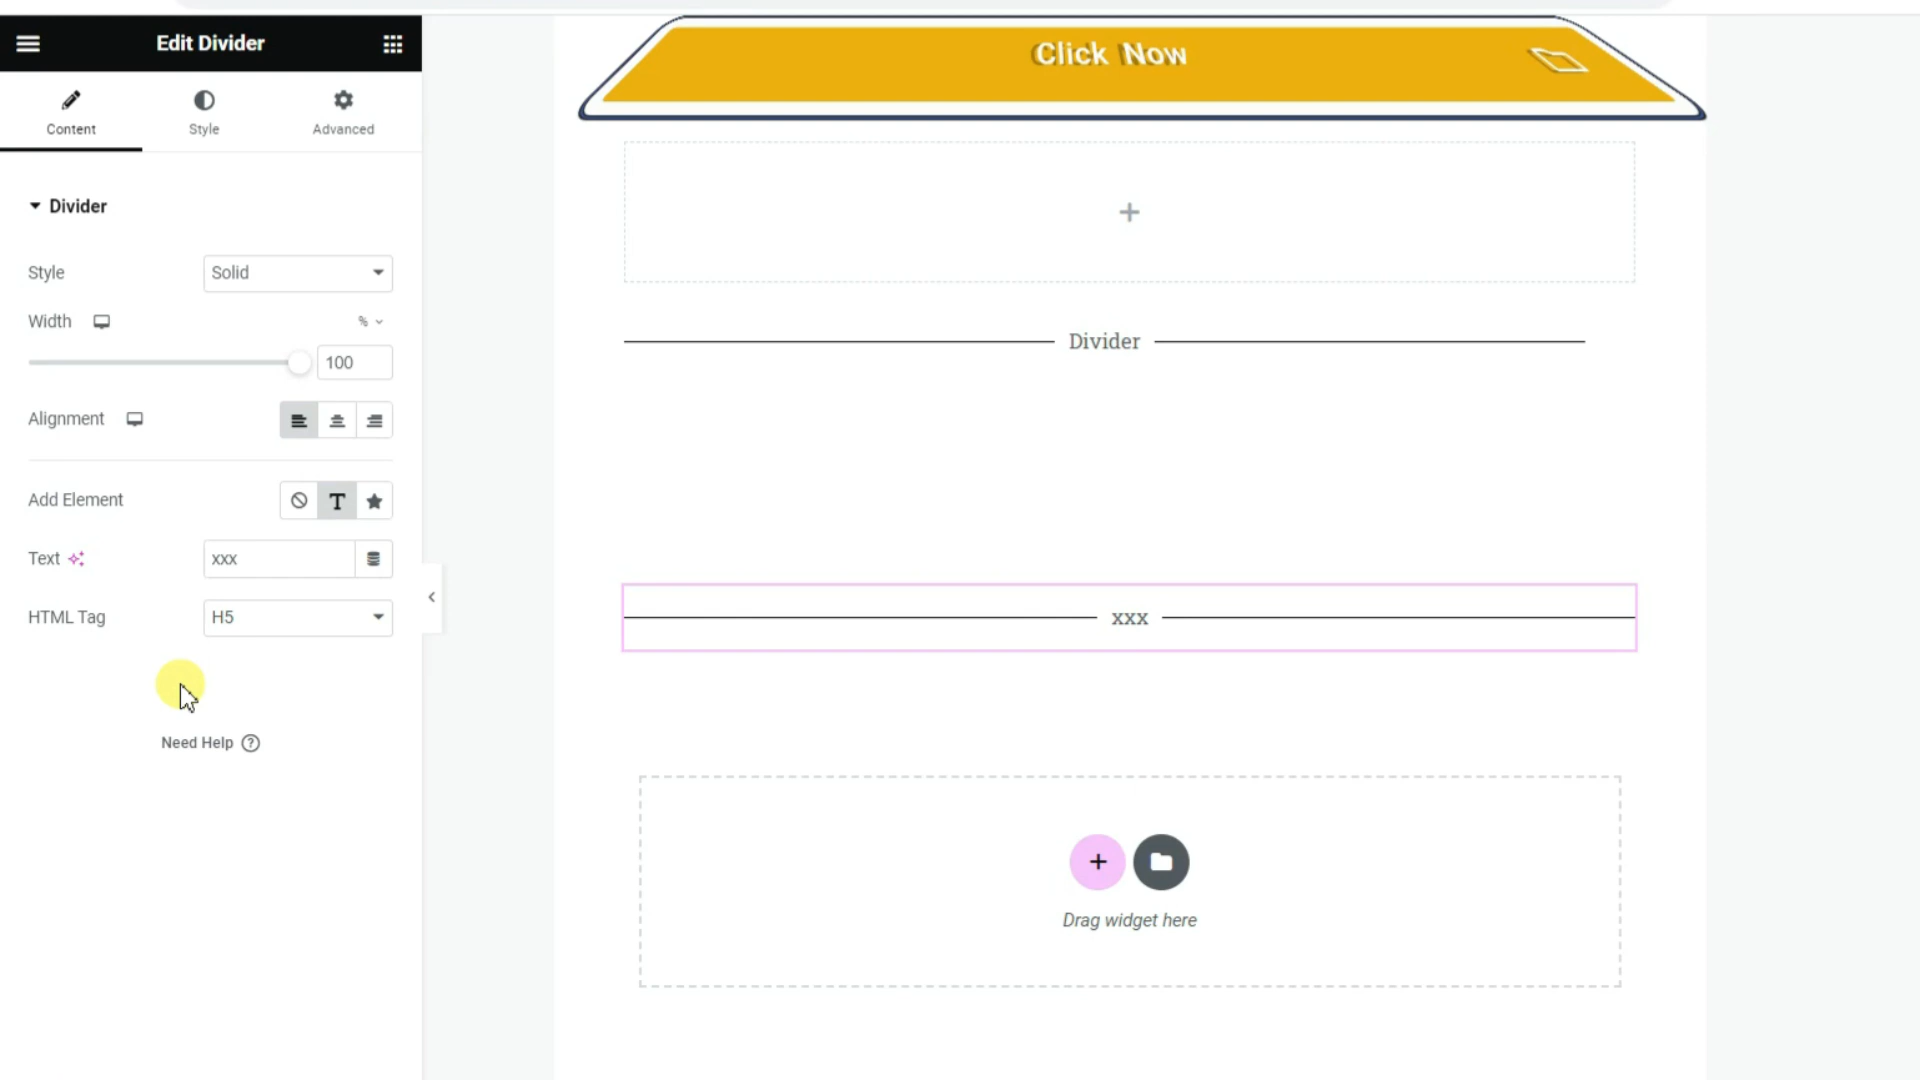 Edit Divider
Content
Style
Advanced
Divider
Style
Solid
Width
%
100
Alignment
Add Element
T
Text
xxx
HTML Tag
H5
Need Help
?
Click Now
+
Divider
xxx
+
Drag widget here